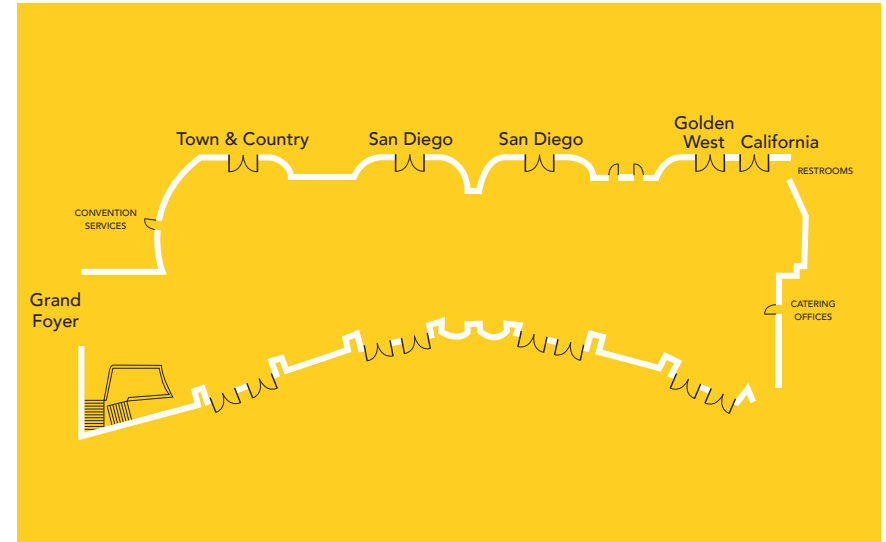 Golden
Town & Country
San Diego
San Diego
West
California
RESTROOMS
CONVENTION
SERVICES
Grand
Foyer
CATERING
OFFICES